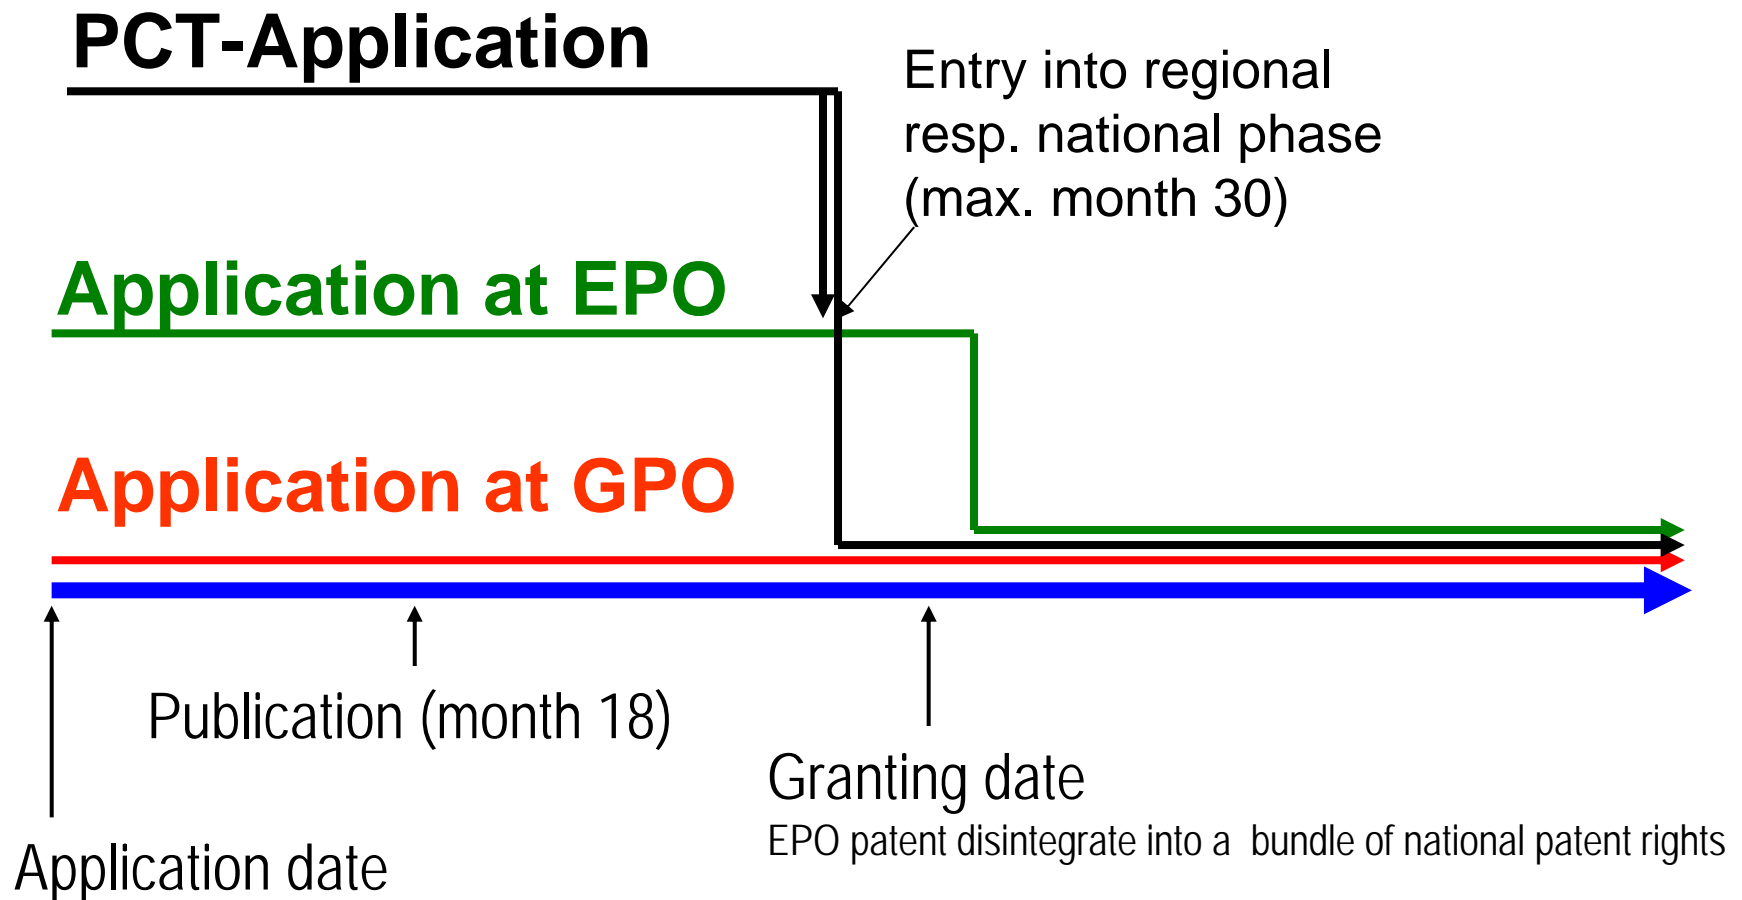 PCT-Application
Entry into regional
resp. national phase
(max. month 30)
Application at EPO
Application at GPO
Publication (month 18)
Granting date
EPO patent disintegrate into a bundle of national patent rights
Application date